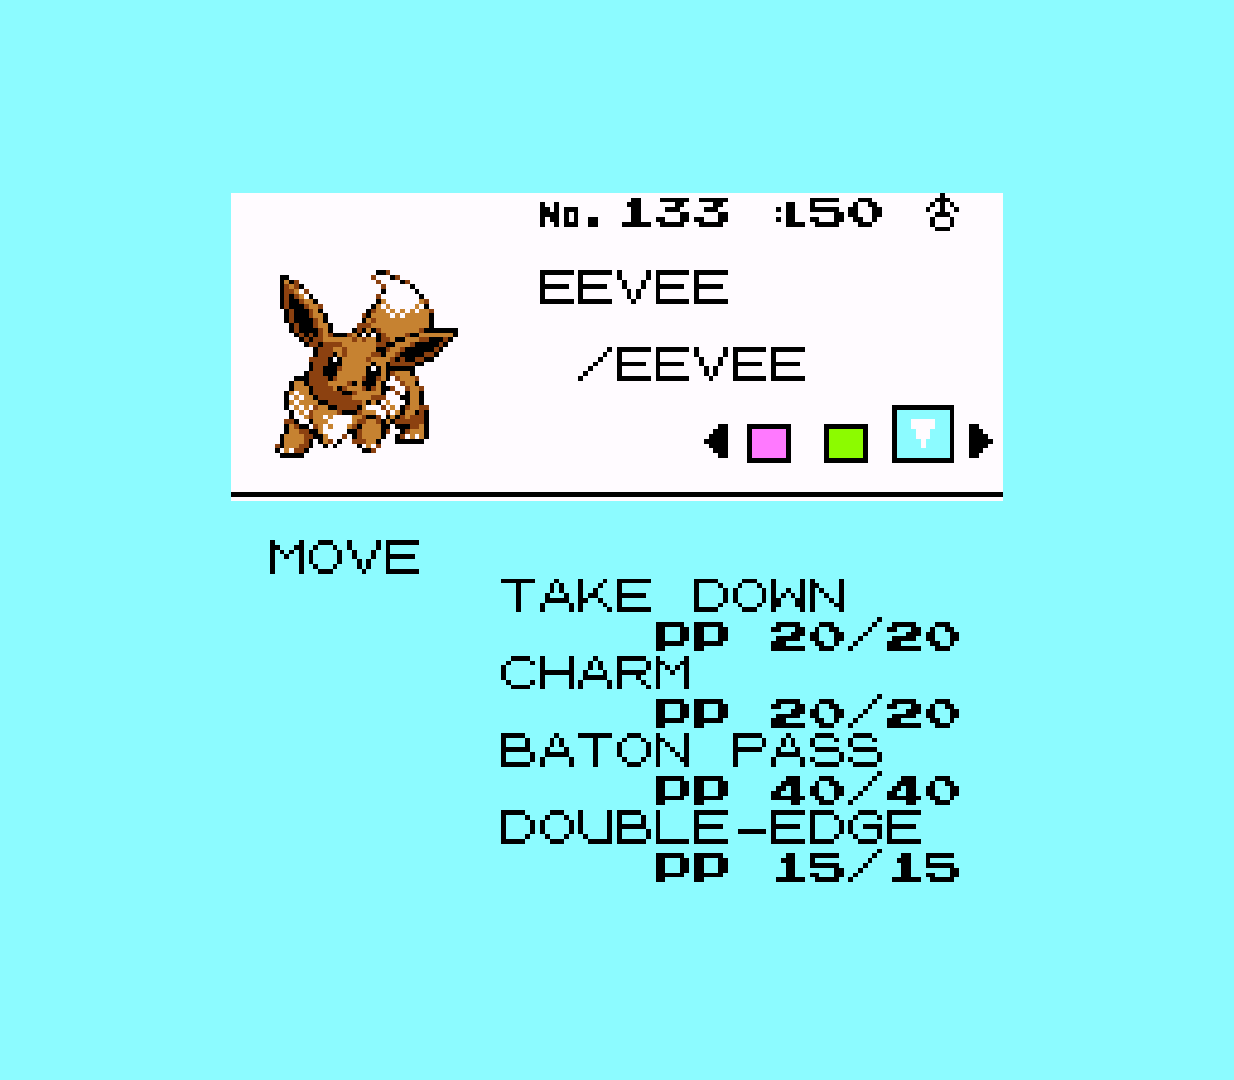 No. 133 :L50 ♂
EEVEE
/EEVEE
MOVE
TAKE DOWN
PP 20/20
CHARM
PP 20/20
BATON PASS
PP 40/40
DOUBLE-EDGE
PP 15/15